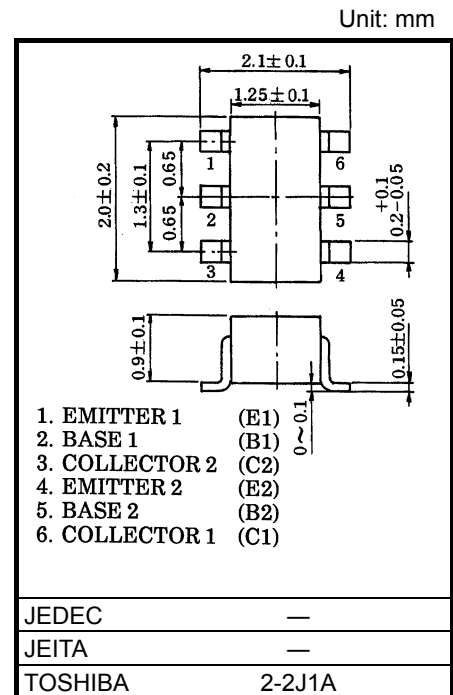 Unit: mm
2.1±0.1
1.25±0.1
1
6
2
5
3
4
2.0±0.2
1.3±0.1
0.65
0.65
+0.1
0.2-0.05
0.9±0.1
0.15±0.05
0~0.1
1. EMITTER 1 (E1)
2. BASE 1 (B1)
3. COLLECTOR 2 (C2)
4. EMITTER 2 (E2)
5. BASE 2 (B2)
6. COLLECTOR 1 (C1)
JEDEC —
JEITA —
TOSHIBA 2-2J1A